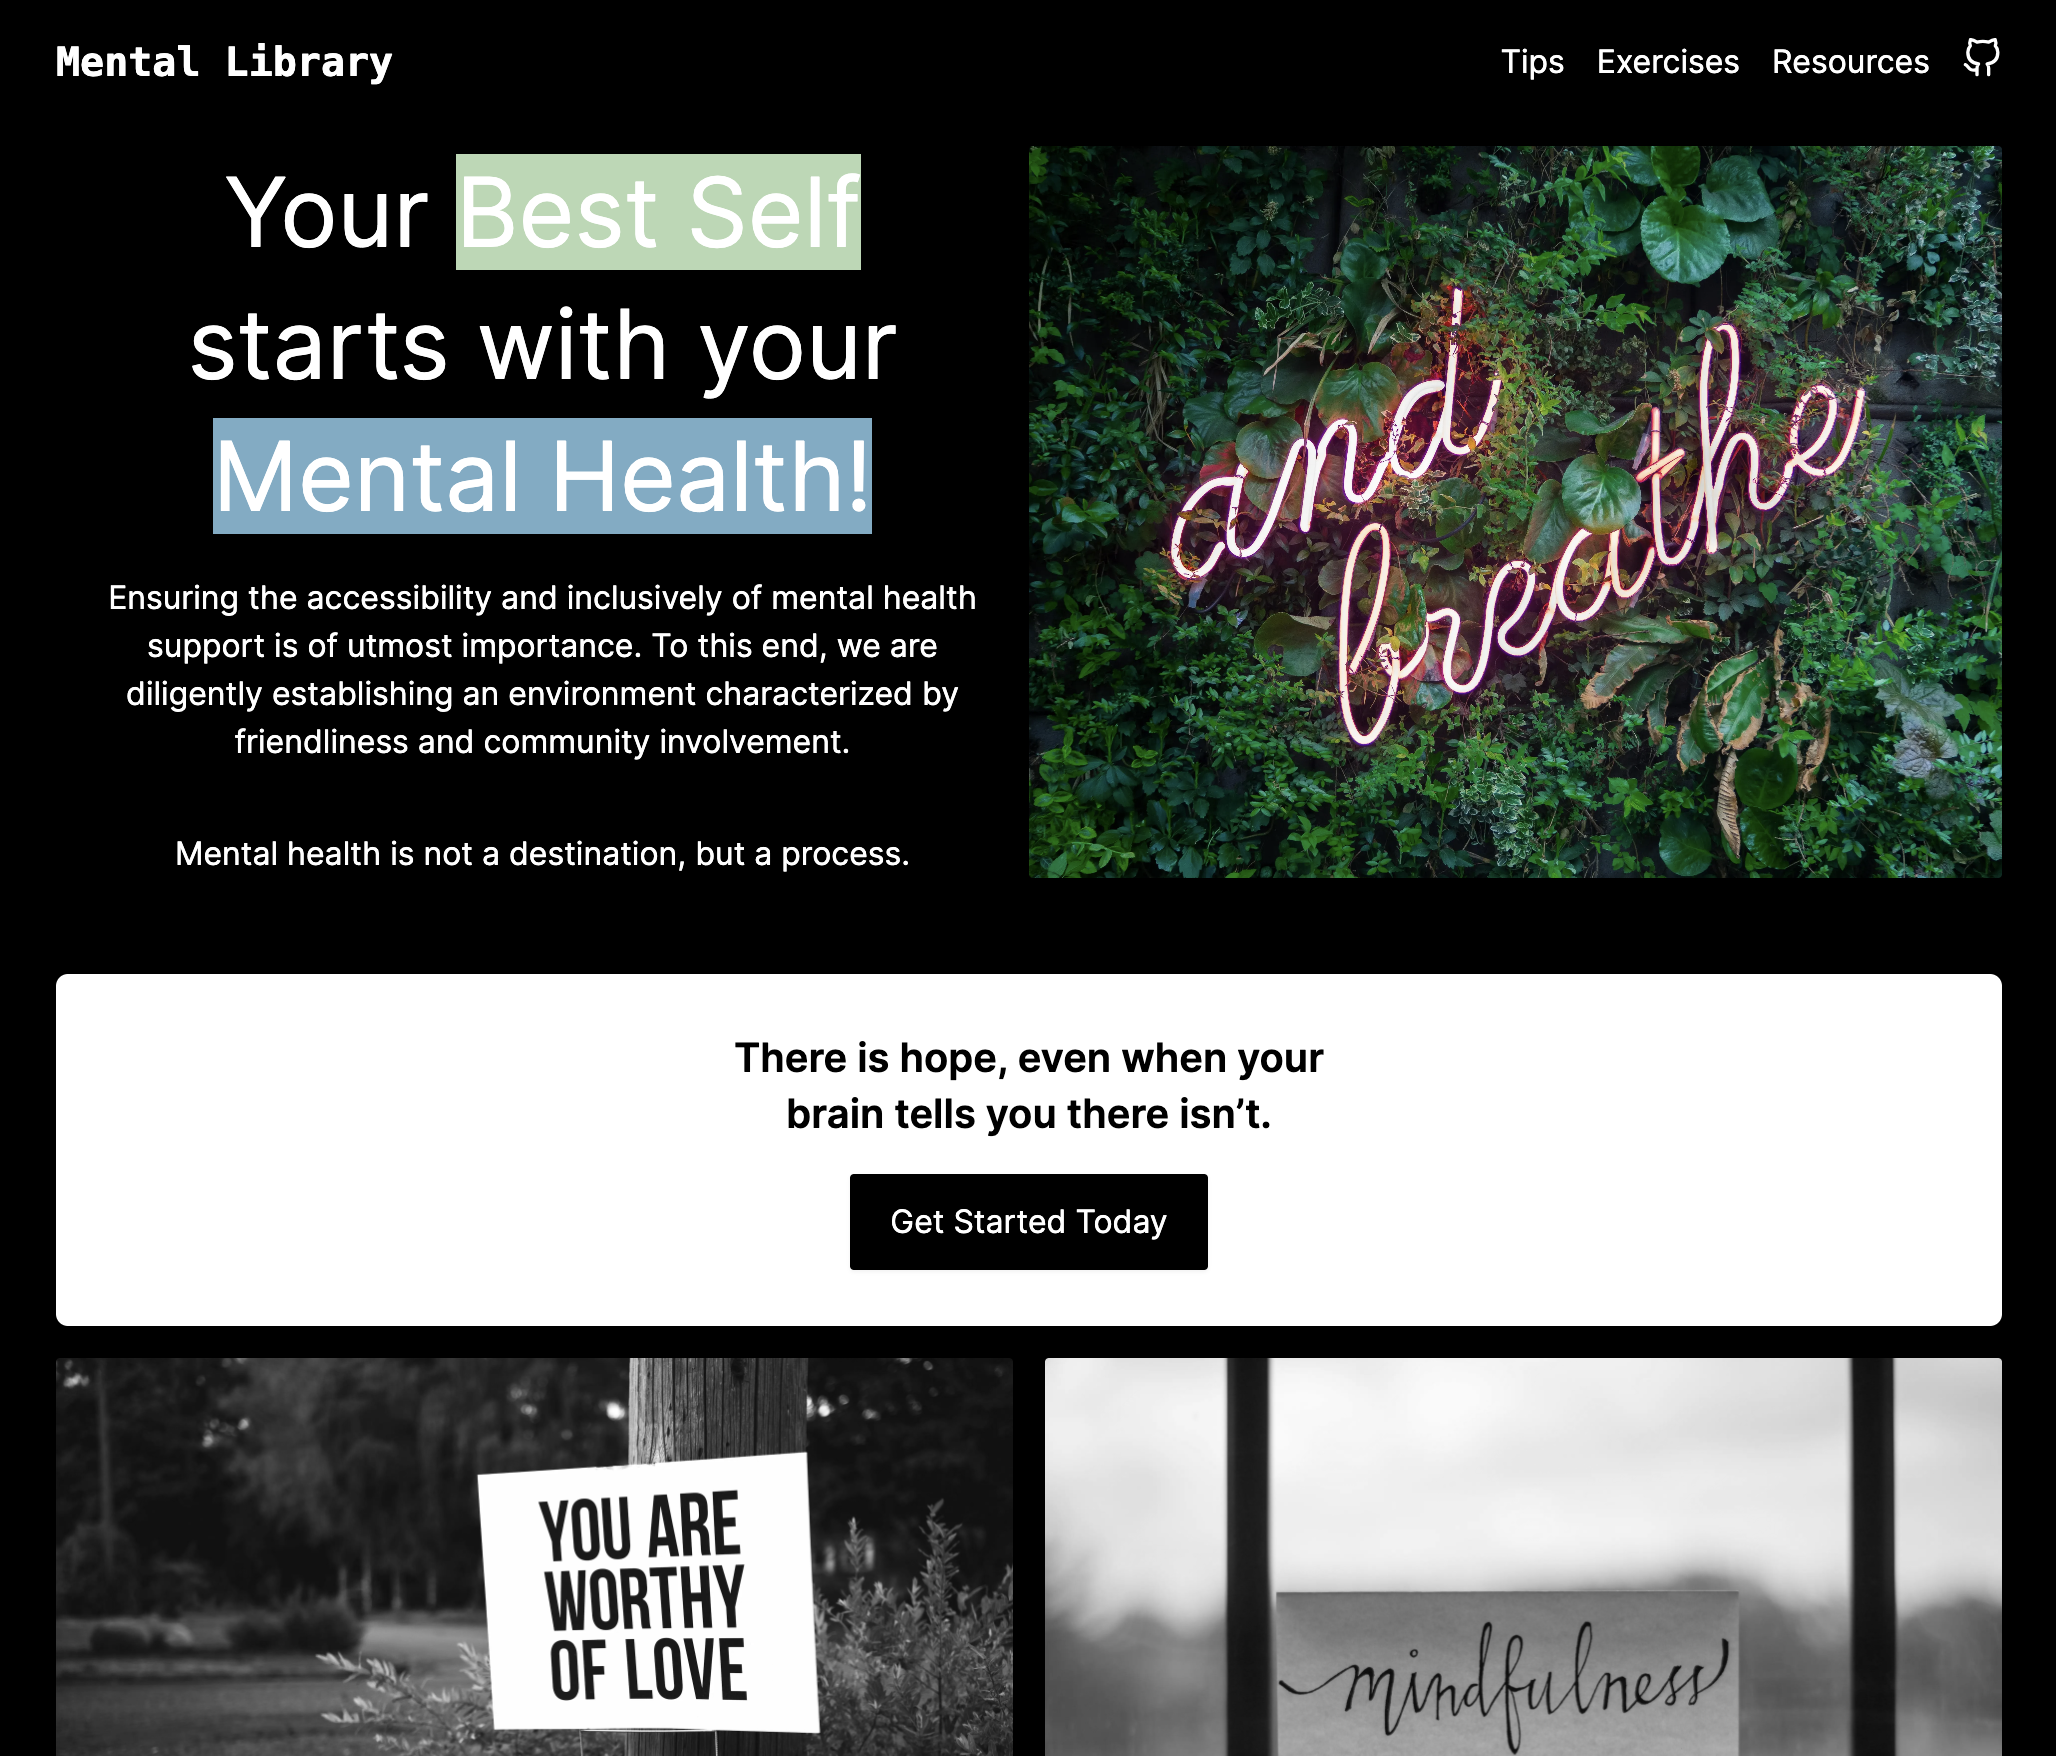 Mental Library
Tips Exercises Resources
Your Best Self
starts with your
Mental Health!
Ensuring the accessibility and inclusively of mental health
support is of utmost importance. To this end, we are
diligently establishing an environment characterized by
friendliness and community involvement.
Mental health is not a destination, but a process.
and
breathe
There is hope, even when your
brain tells you there isn’t.
Get Started Today
YOU ARE
WORTHY
OF LOVE
mindfulness